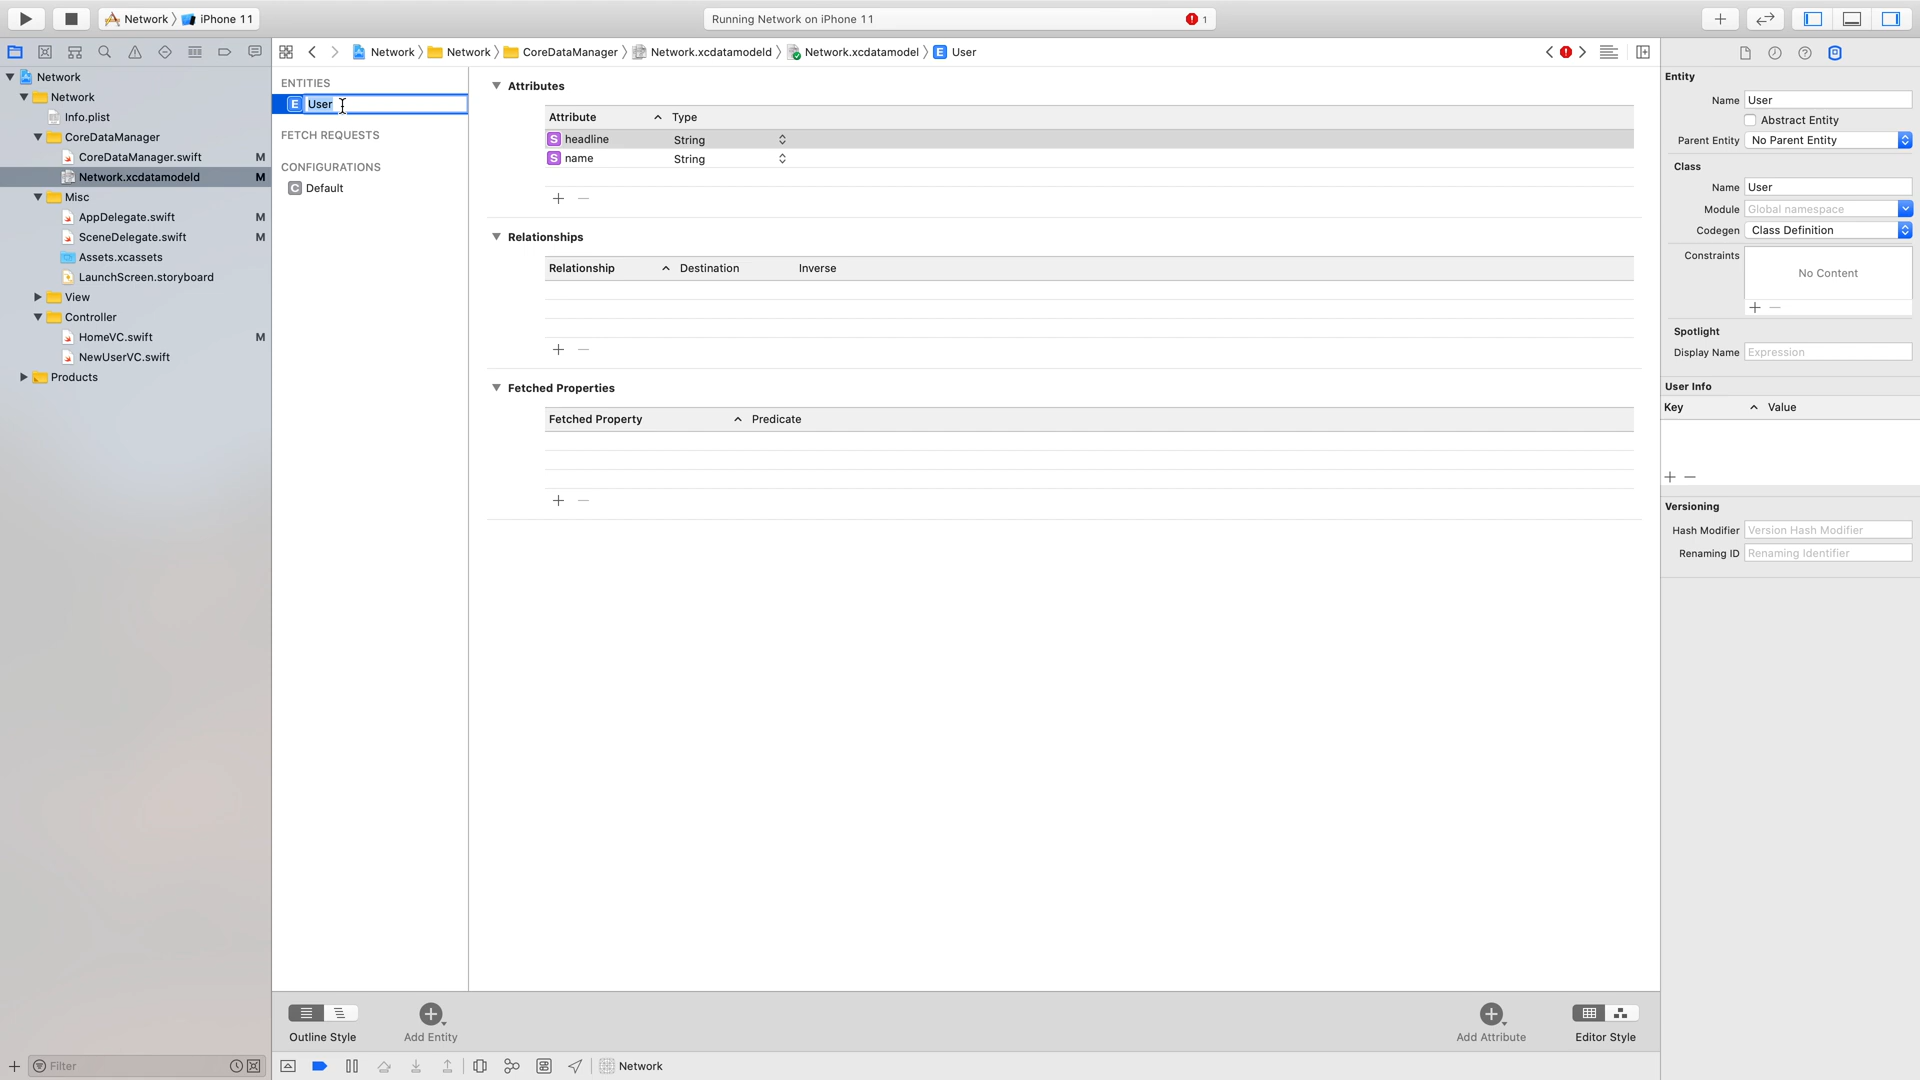 Network iPhone 11
Running Network on iPhone 11
1
Network Network CoreDataManager Network.xcdatamodeld Network.xcdatamodel E User
Network
Network
Info.plist
CoreDataManager
CoreDataManager.swift M
Network.xcdatamodeld M
Misc
AppDelegate.swift M
SceneDelegate.swift M
Assets.xcassets
LaunchScreen.storyboard
View
Controller
HomeVC.swift M
NewUserVC.swift
Products
Filter
ENTITIES
E User
FETCH REQUESTS
CONFIGURATIONS
C Default
Attributes
Attribute Type
S headline String
S name String
Relationships
Relationship Destination Inverse
Fetched Properties
Fetched Property Predicate
Outline Style
Add Entity
Add Attribute
Editor Style
Network
Entity
Name User
Abstract Entity
Parent Entity No Parent Entity
Class
Name User
Module Global namespace
Codegen Class Definition
Constraints
No Content
Spotlight
Display Name Expression
User Info
Key Value
Versioning
Hash Modifier Version Hash Modifier
Renaming ID Renaming Identifier